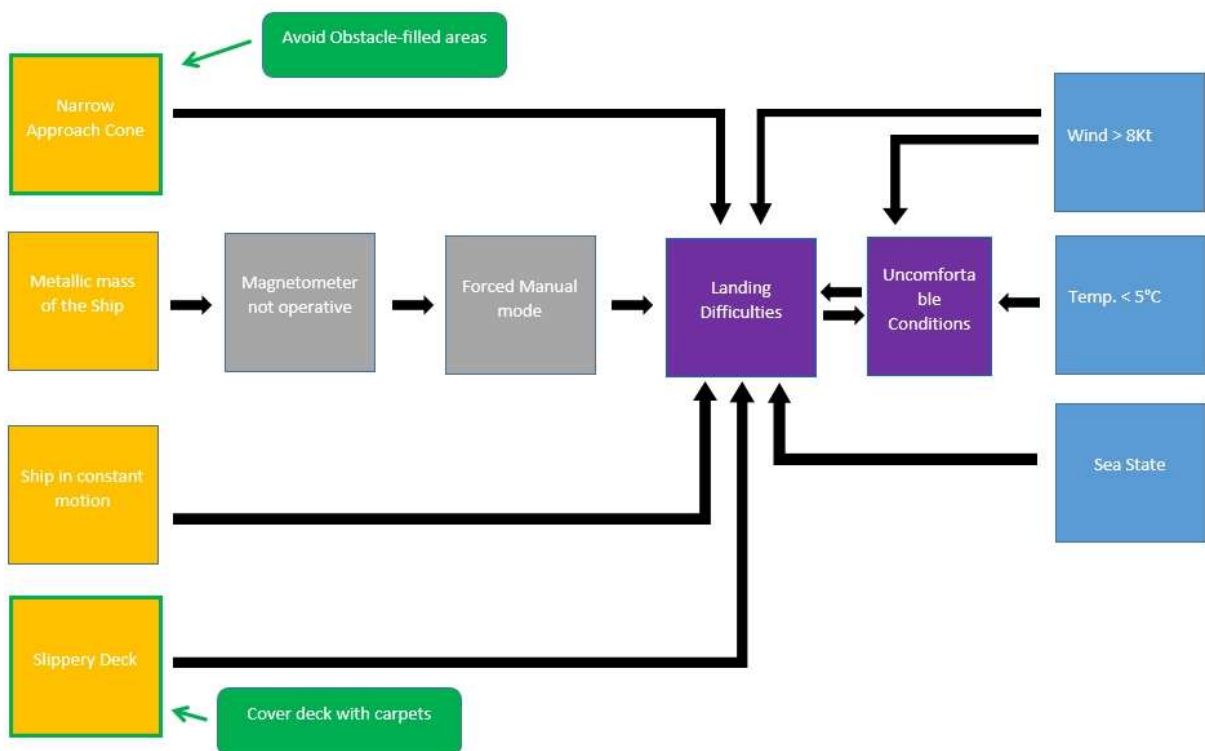 Avoid Obstacle-filled areas
Narrow
Approach Cone
Wind > 8Kt
Metallic mass
of the Ship
Magnetometer
not operative
Forced Manual
mode
Landing
Difficulties
Uncomforta
ble
Conditions
Temp. < 5°C
Ship in constant
motion
Sea State
Slippery Deck
Cover deck with carpets